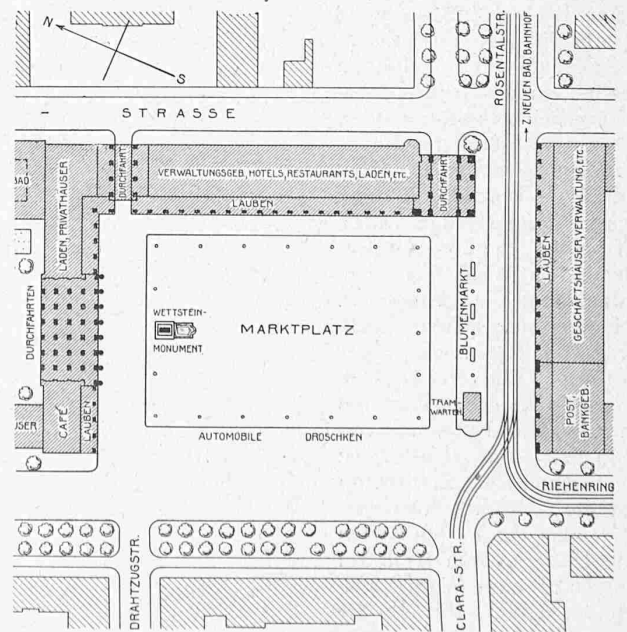 N
S
STRASSE
ROSENTALSTR.
Z. NEUEN BAD. BAHNHOF
BAD
LADEN, PRIVATHÄUSER
DURCHFAHRT
VERWALTUNGSGEB, HOTELS, RESTAURANTS, LADEN, ETC.
LAUBEN
DURCHFAHRT
BLUMENMARKT
LAUBEN
GESCHÄFTSHÄUSER, VERWALTUNG, ETC
DURCHFAHRTEN
WETTSTEIN-
MONUMENT
MARKTPLATZ
TRAM-
WARTEH.
POST,
BANKGEB.
USER
CAFÉ
LAUBEN
AUTOMOBILE DROSCHKEN
RIEHENRING
DRAHTZUGSTR.
CLARA-STR.